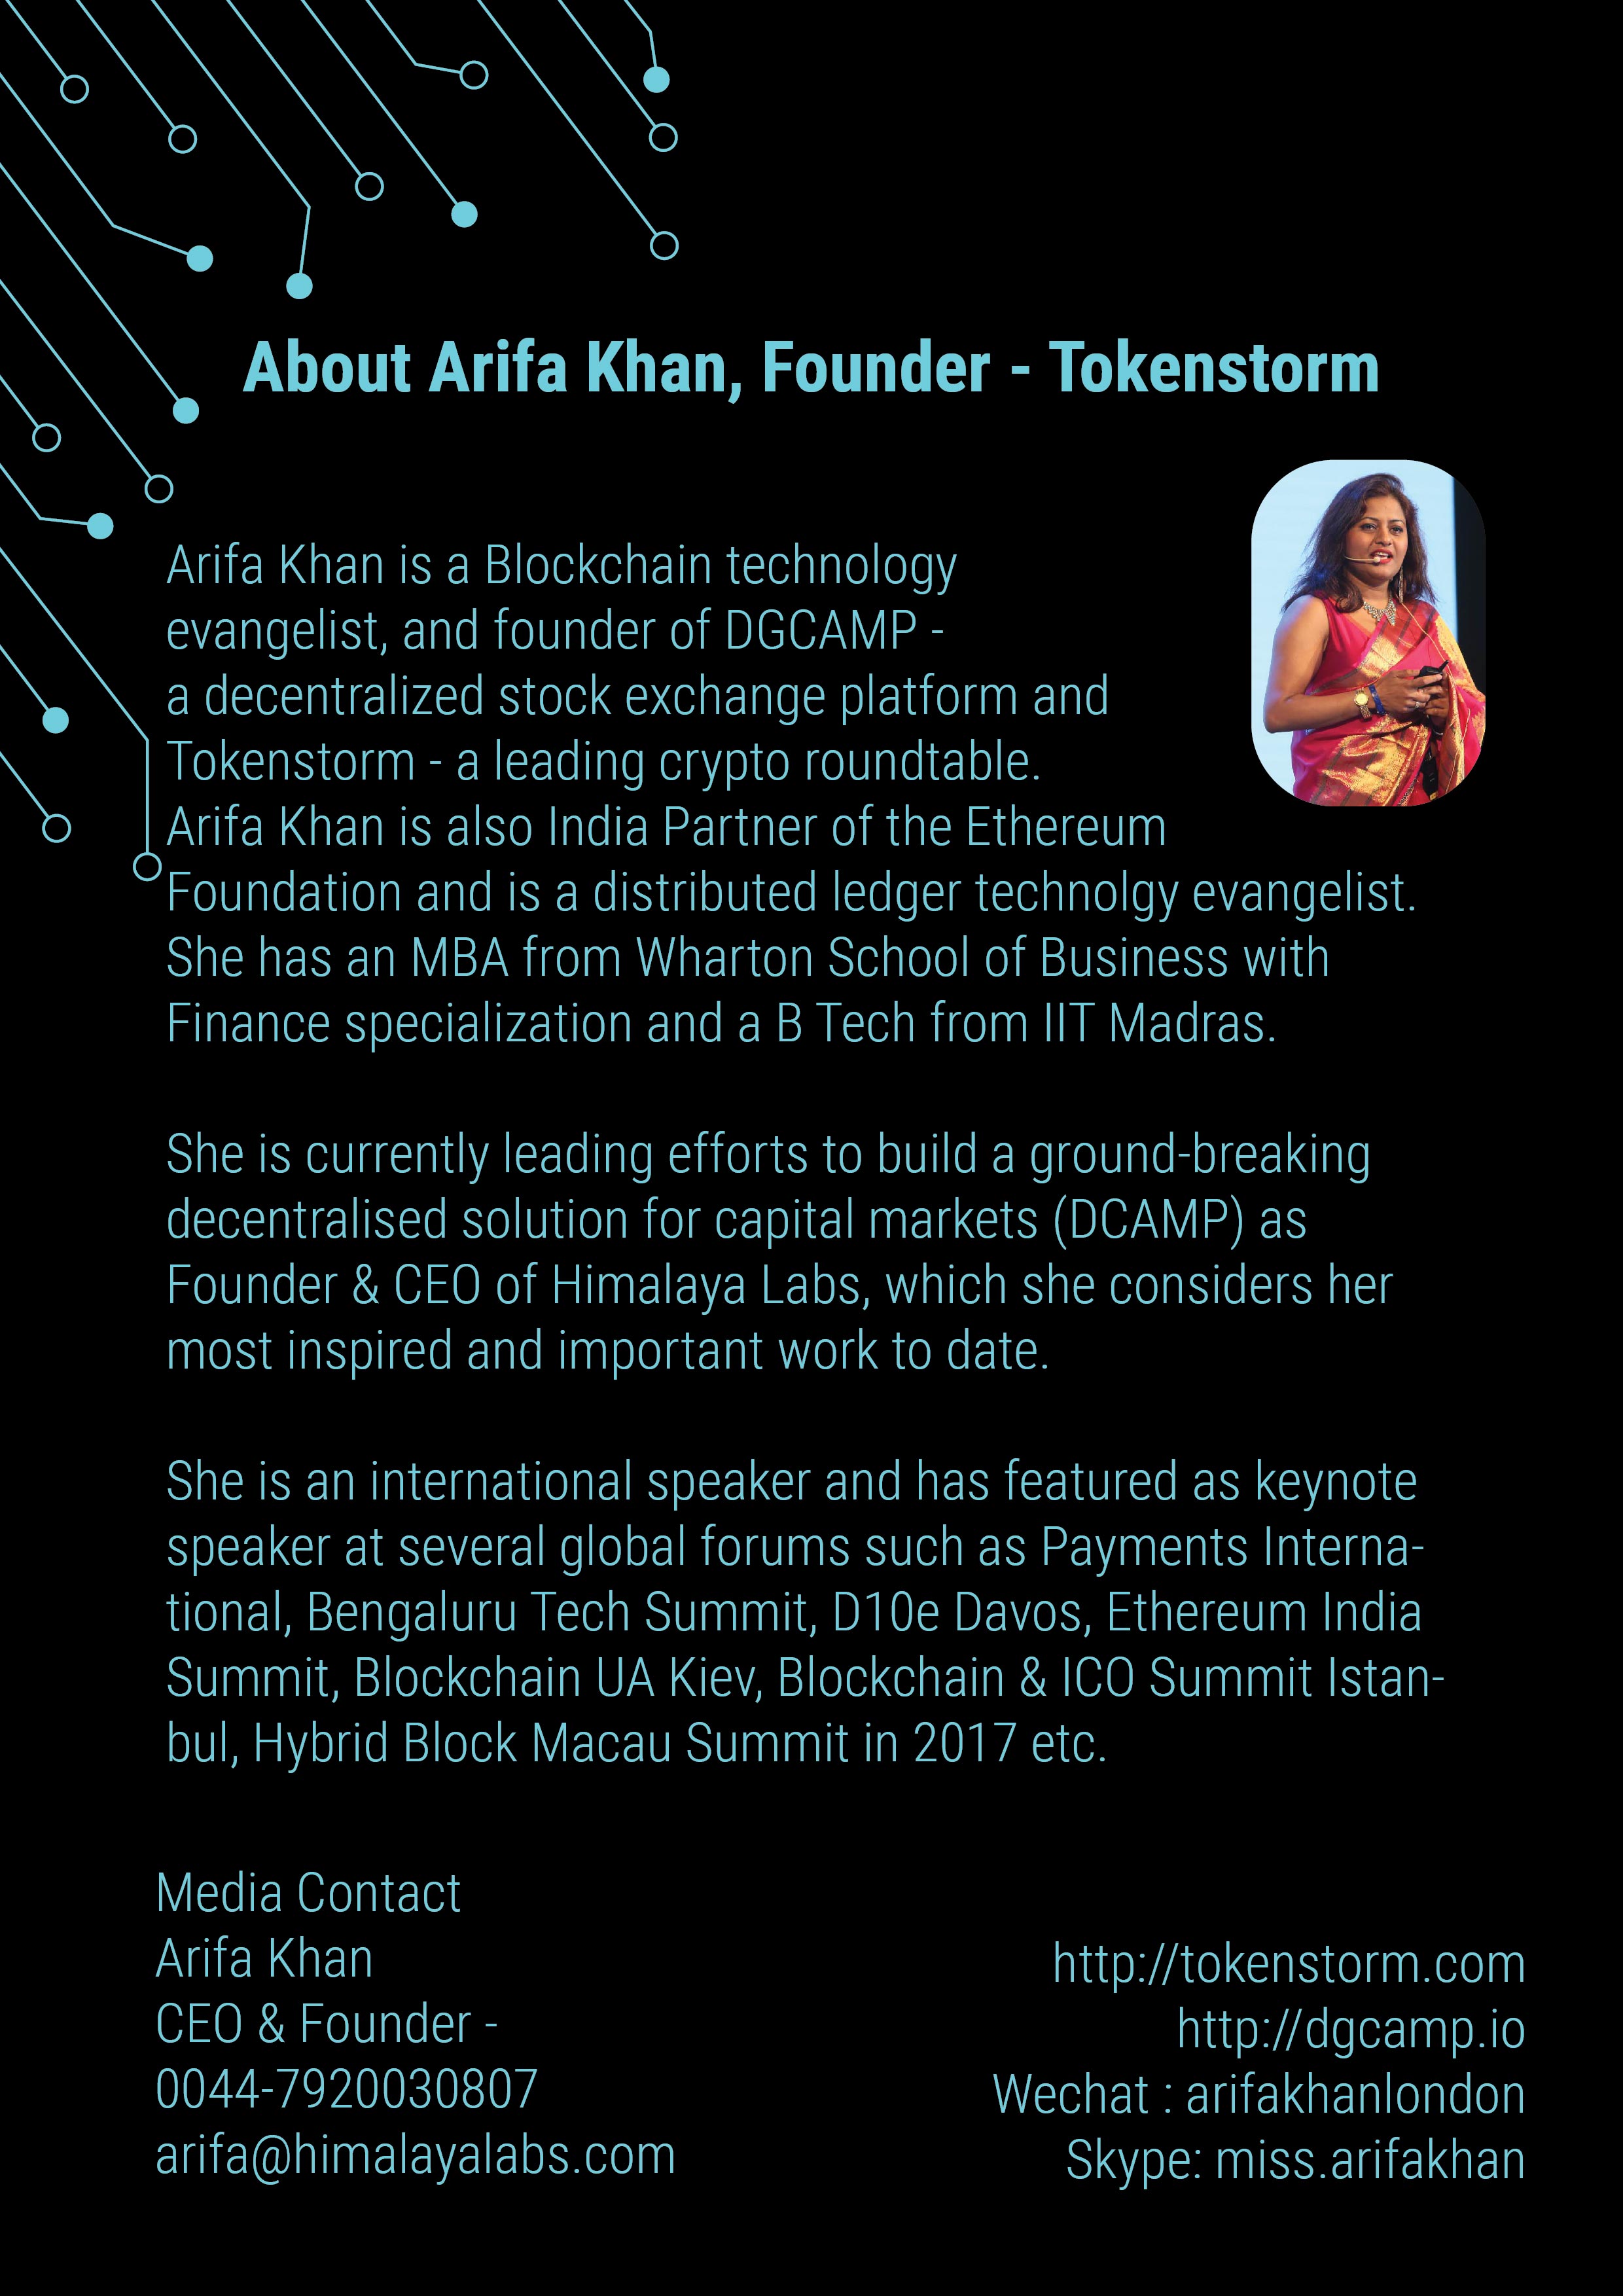 About Arifa Khan, Founder - Tokenstorm
Arifa Khan is a Blockchain technology
evangelist, and founder of DGCAMP -
a decentralized stock exchange platform and
Tokenstorm - a leading crypto roundtable.
Arifa Khan is also India Partner of the Ethereum
Foundation and is a distributed ledger technolgy evangelist.
She has an MBA from Wharton School of Business with
Finance specialization and a B Tech from IIT Madras.
She is currently leading efforts to build a ground-breaking
decentralised solution for capital markets (DCAMP) as
Founder & CEO of Himalaya Labs, which she considers her
most inspired and important work to date.
She is an international speaker and has featured as keynote
speaker at several global forums such as Payments Interna-
tional, Bengaluru Tech Summit, D10e Davos, Ethereum India
Summit, Blockchain UA Kiev, Blockchain & ICO Summit Istan-
bul, Hybrid Block Macau Summit in 2017 etc.
Media Contact
Arifa Khan
CEO & Founder -
0044-7920030807
arifa@himalayalabs.com
http://tokenstorm.com
http://dgcamp.io
Wechat : arifakhanlondon
Skype: miss.arifakhan